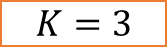 K = 3